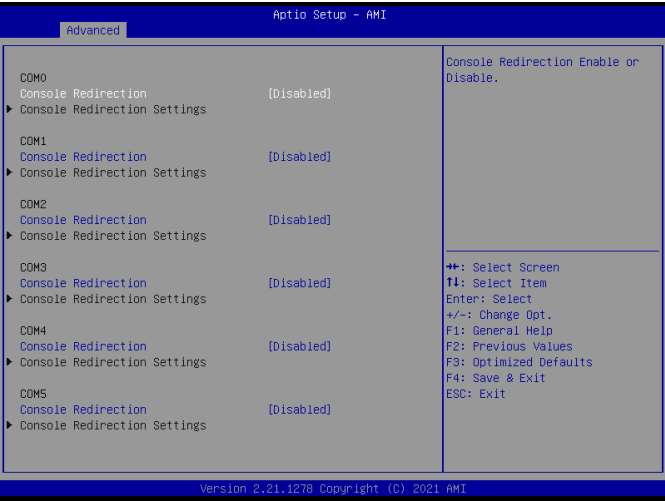 Aptio Setup – AMI
Advanced
COM0
Console Redirection [Disabled]
Console Redirection Settings
COM1
Console Redirection [Disabled]
Console Redirection Settings
COM2
Console Redirection [Disabled]
Console Redirection Settings
COM3
Console Redirection [Disabled]
Console Redirection Settings
COM4
Console Redirection [Disabled]
Console Redirection Settings
COM5
Console Redirection [Disabled]
Console Redirection Settings
Console Redirection Enable or
Disable.
→←: Select Screen
↑↓: Select Item
Enter: Select
+/-: Change Opt.
F1: General Help
F2: Previous Values
F3: Optimized Defaults
F4: Save & Exit
ESC: Exit
Version 2.21.1278 Copyright (C) 2021 AMI